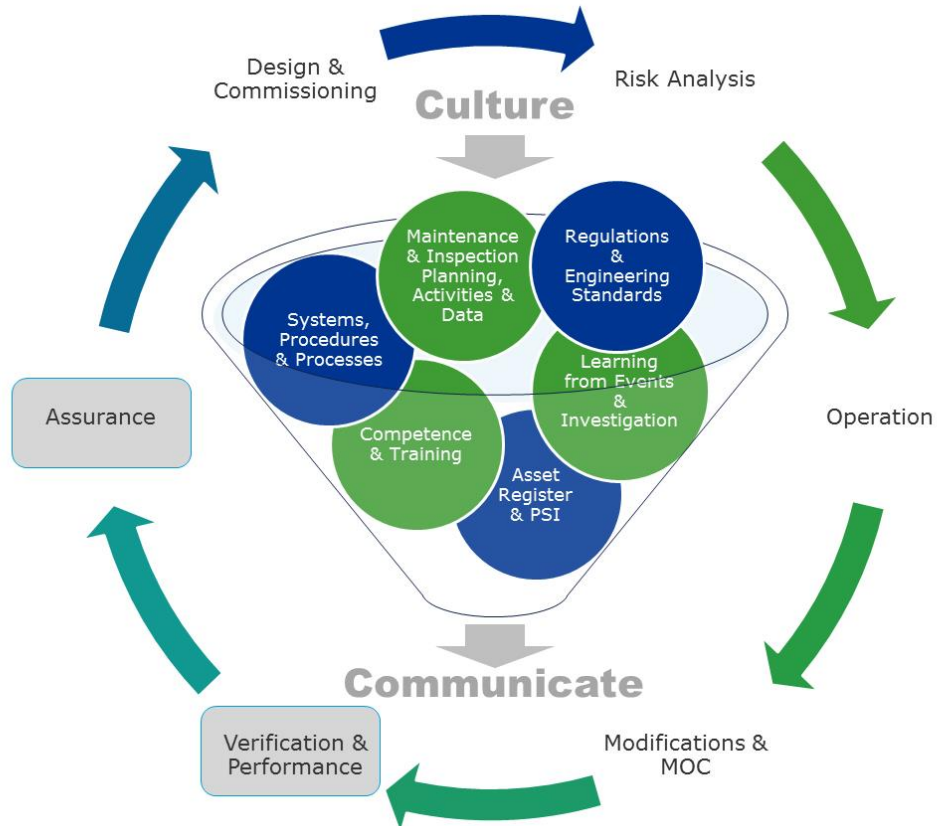 Design &
Commissioning
Risk Analysis
Culture
Maintenance
& Inspection
Planning,
Activities &
Data
Regulations
&
Engineering
Standards
Systems,
Procedures
& Processes
Learning
from Events
&
Investigation
Assurance
Operation
Competence
& Training
Asset
Register
& PSI
Communicate
Verification &
Performance
Modifications &
MOC